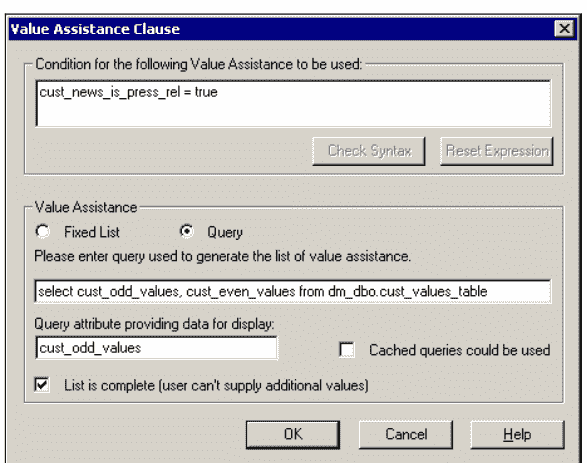 Value Assistance Clause
Condition for the following Value Assistance to be used:
cust_news_is_press_rel = true
Check Syntax Reset Expression
Value Assistance
Fixed List Query
Please enter query used to generate the list of value assistance.
select cust_odd_values, cust_even_values from dm_dbo.cust_values_table
Query attribute providing data for display:
cust_odd_values Cached queries could be used
List is complete (user can't supply additional values)
OK Cancel Help